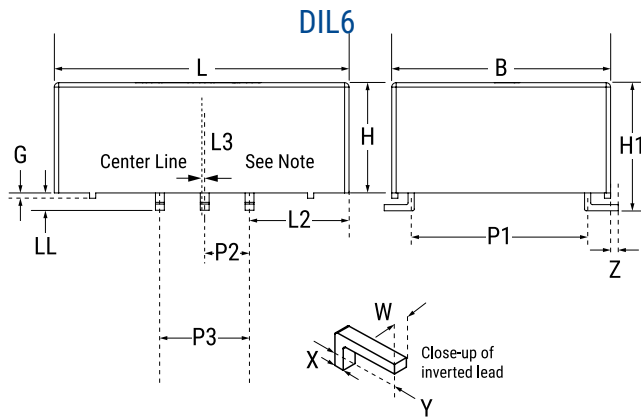 DIL6
L
B
H
H1
G
L3
Center Line
See Note
LL
L2
P2
P1
Z
P3
W
X
Close-up of
inverted lead
Y